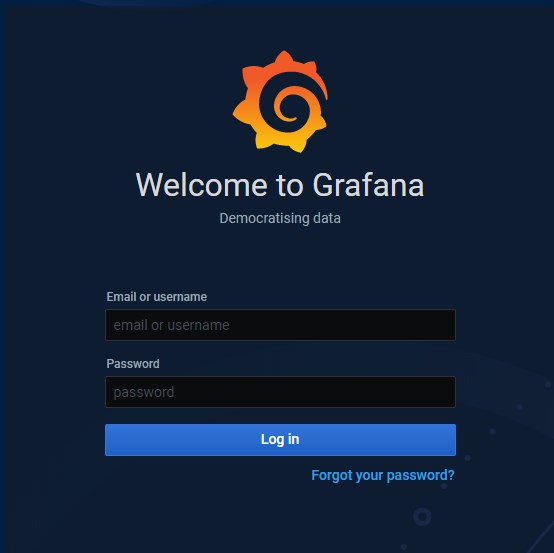 Welcome to Grafana
Democratising data
Email or username
email or username
Password
password
Log in
Forgot your password?